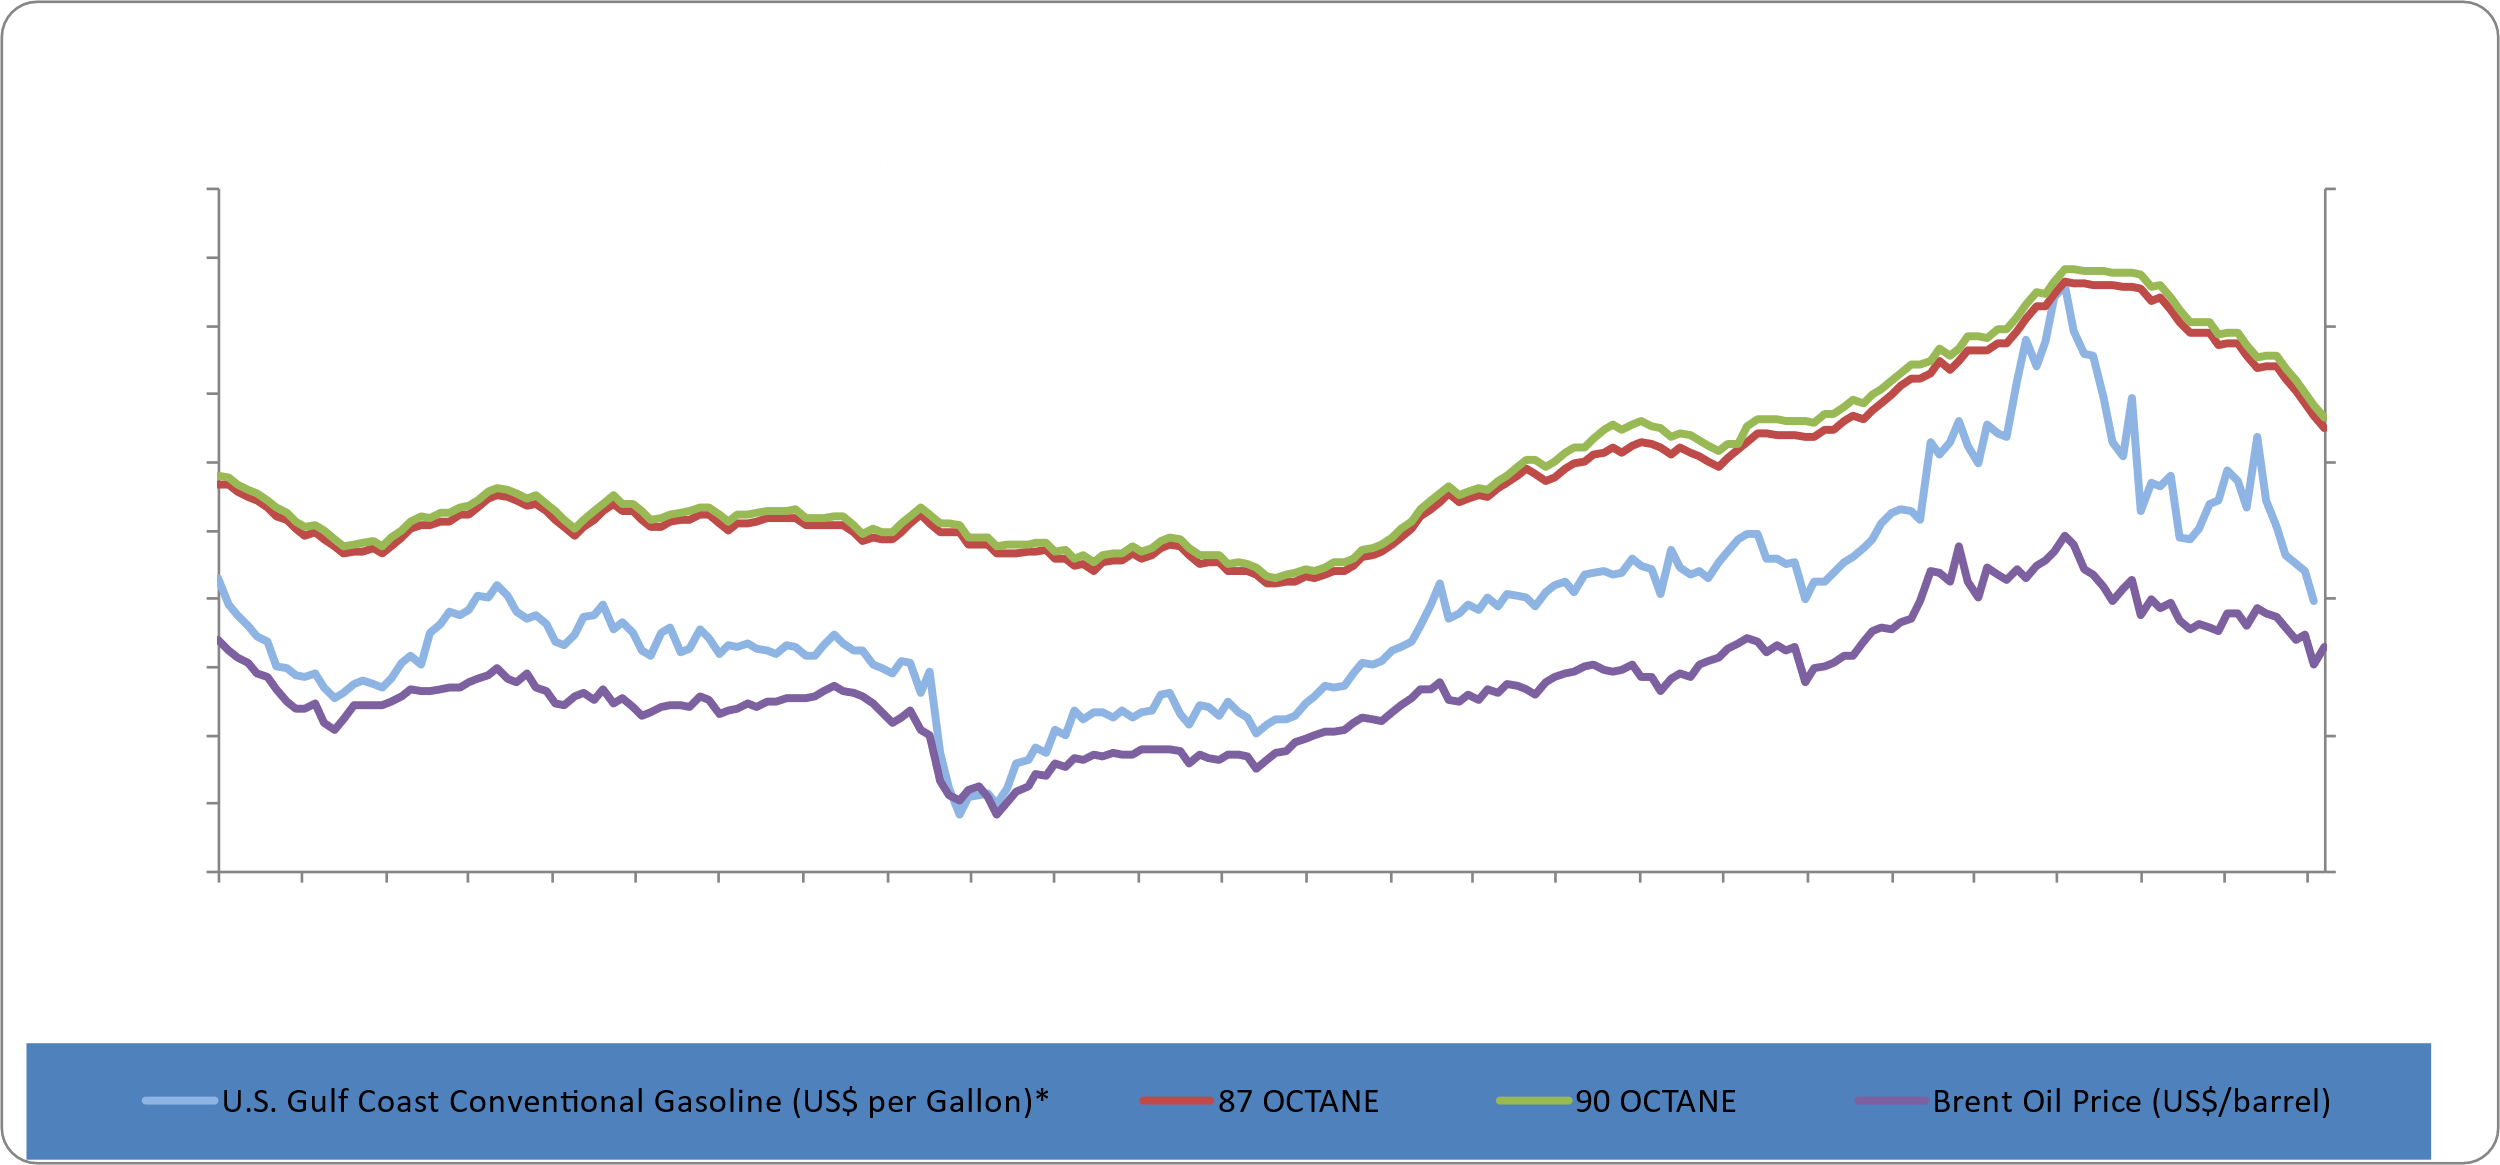 U.S. Gulf Coast Conventional Gasoline (US$ per Gallon)* 87 OCTANE 90 OCTANE Brent Oil Price (US$/barrel)